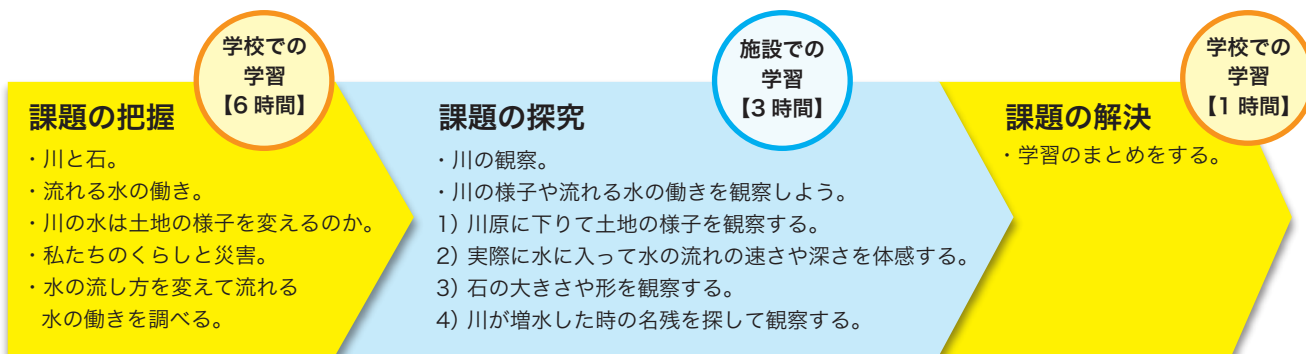 学校での
学習
【6 時間】
課題の把握
・川と石。
・流れる水の働き。
・川の水は土地の様子を変えるのか。
・私たちのくらしと災害。
・水の流し方を変えて流れる
水の働きを調べる。
施設での
学習
【3 時間】
課題の探究
・川の観察。
・川の様子や流れる水の働きを観察しよう。
1) 川原に下りて土地の様子を観察する。
2) 実際に水に入って水の流れの速さや深さを体感する。
3) 石の大きさや形を観察する。
4) 川が増水した時の名残を探して観察する。
学校での
学習
【1 時間】
課題の解決
・学習のまとめをする。